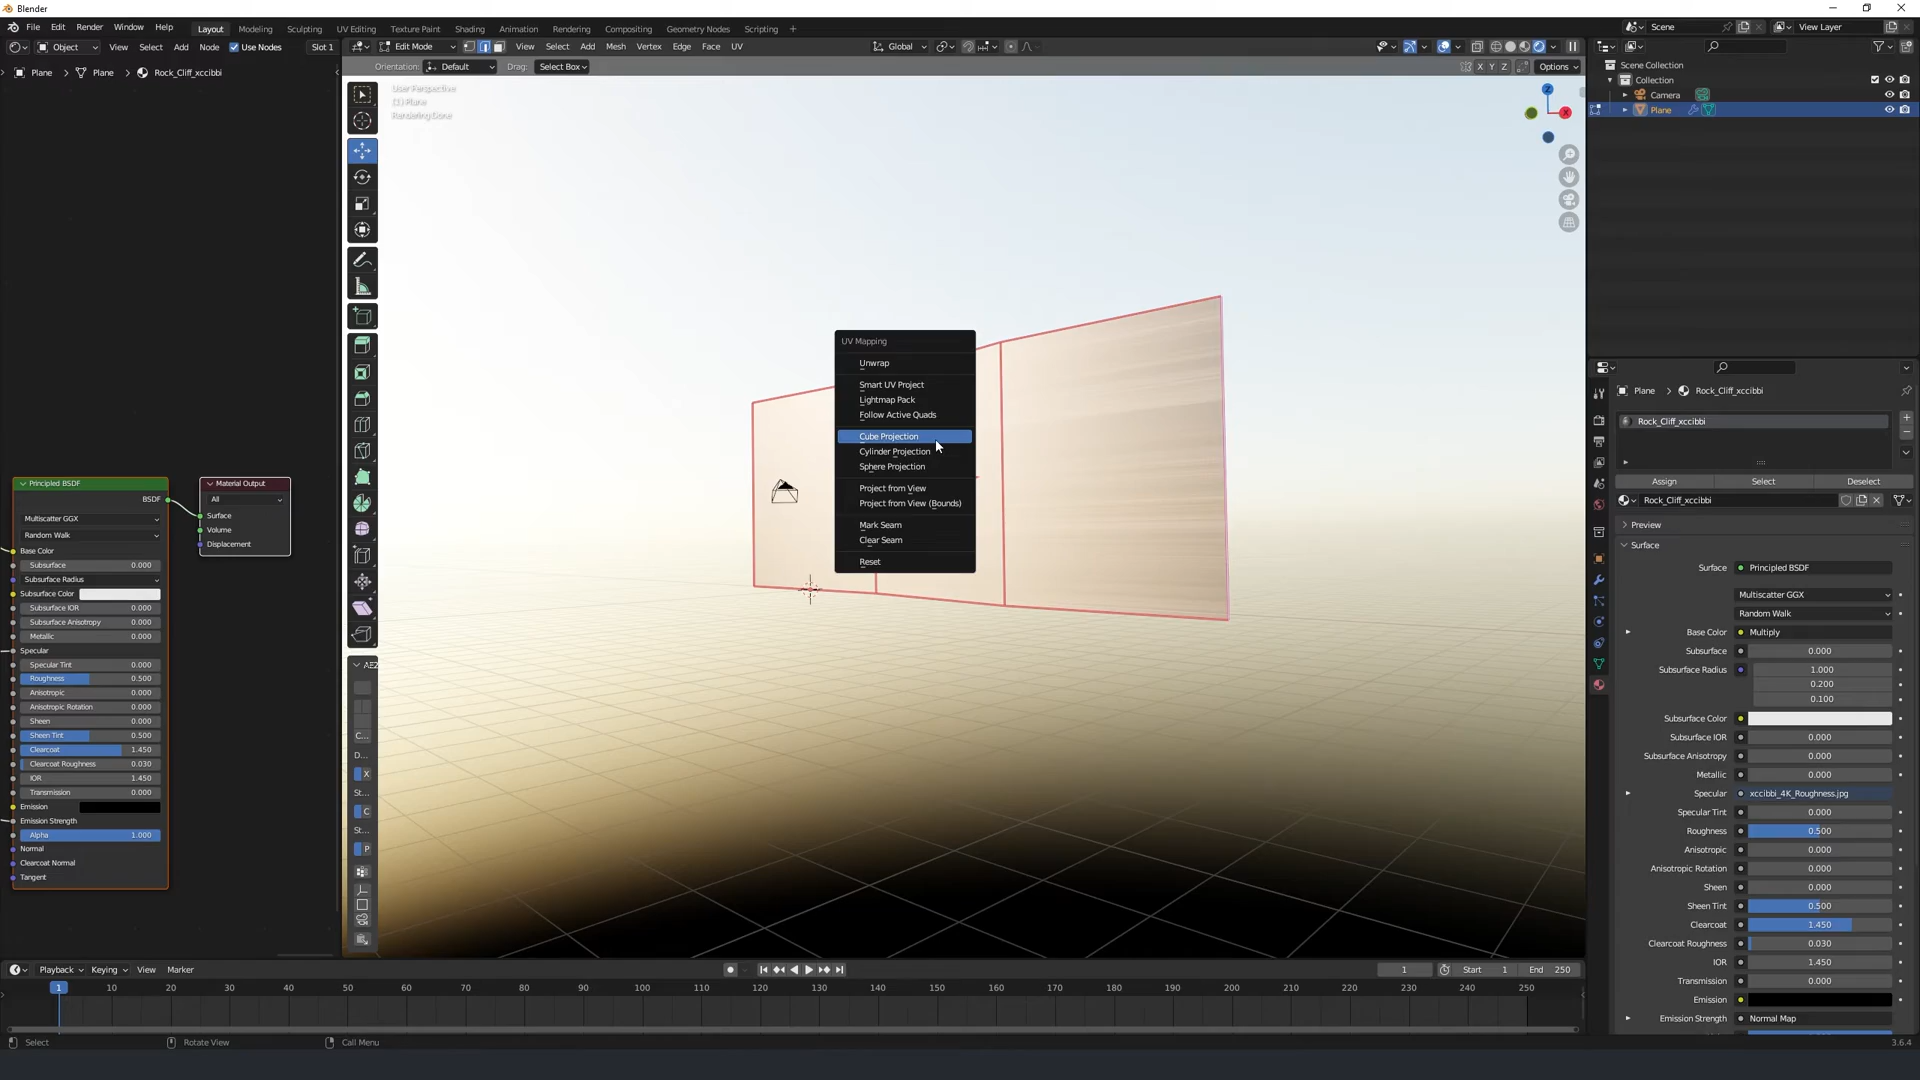 Blender
File Edit Render Window Help Layout Modeling Sculpting UV Editing Texture Paint Shading Animation Rendering Compositing Geometry Nodes Scripting + Scene View Layer
Object View Select Add Node Use Nodes Slot 1 Edit Mode View Select Add Mesh Vertex Edge Face UV Global
Orientation: Default Drag: Select Box X Y Z Options
Plane > Plane > Rock_Cliff_xccibbi
User Perspective
(1) Plane
Rendering Done
Z
X
Scene Collection
Collection
Camera
Plane
UV Mapping
Unwrap
Smart UV Project
Lightmap Pack
Follow Active Quads
Cube Projection
Cylinder Projection
Sphere Projection
Project from View
Project from View (Bounds)
Mark Seam
Clear Seam
Reset
Principled BSDF
BSDF
Multiscatter GGX
Random Walk
Base Color
Subsurface 0.000
Subsurface Radius
Subsurface Color
Subsurface IOR 0.000
Subsurface Anisotropy 0.000
Metallic 0.000
Specular
Specular Tint 0.000
Roughness 0.500
Anisotropic 0.000
Anisotropic Rotation 0.000
Sheen 0.000
Sheen Tint 0.500
Clearcoat 1.450
Clearcoat Roughness 0.030
IOR 1.450
Transmission 0.000
Emission
Emission Strength
Alpha 1.000
Normal
Clearcoat Normal
Tangent
Material Output
All
Surface
Volume
Displacement
AE2
C...
D...
X
St...
C
St...
P
Plane > Rock_Cliff_xccibbi
Rock_Cliff_xccibbi
Assign Select Deselect
Rock_Cliff_xccibbi
Preview
Surface
Surface Principled BSDF
Multiscatter GGX
Random Walk
Base Color Multiply
Subsurface 0.000
Subsurface Radius 1.000
0.200
0.100
Subsurface Color
Subsurface IOR 0.000
Subsurface Anisotropy 0.000
Metallic 0.000
Specular xccibbi_4K_Roughness.jpg
Specular Tint 0.000
Roughness 0.500
Anisotropic 0.000
Anisotropic Rotation 0.000
Sheen 0.000
Sheen Tint 0.500
Clearcoat 1.450
Clearcoat Roughness 0.030
IOR 1.450
Transmission 0.000
Emission
Emission Strength Normal Map
Playback Keying View Marker 1 Start 1 End 250
1 10 20 30 40 50 60 70 80 90 100 110 120 130 140 150 160 170 180 190 200 210 220 230 240 250
Select Rotate View Call Menu 3.6.4